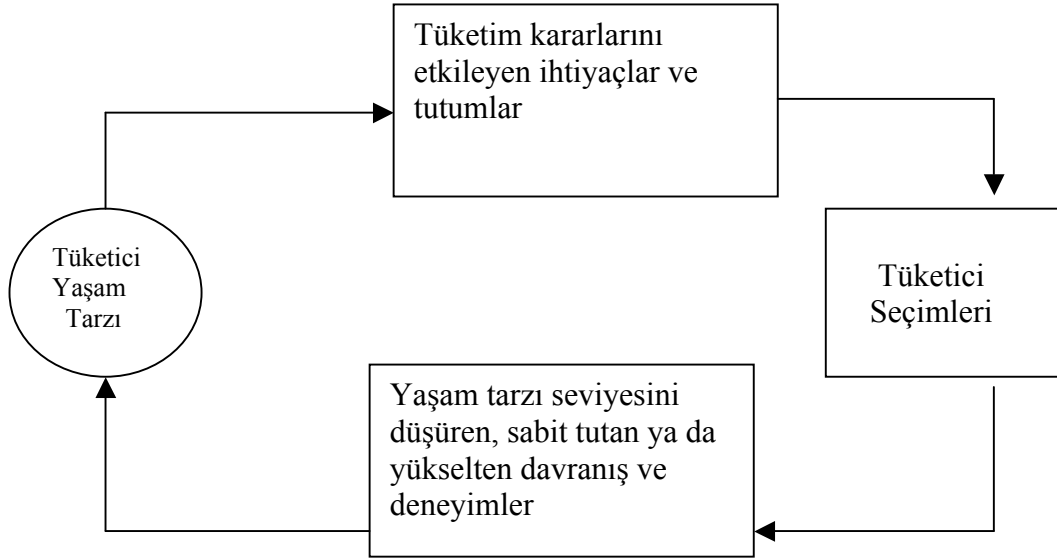 Tüketim kararlarını
etkileyen ihtiyaçlar ve
tutumlar
Tüketici
Yaşam
Tarzı
Tüketici
Seçimleri
Yaşam tarzı seviyesini
düşüren, sabit tutan ya da
yükselten davranış ve
deneyimler